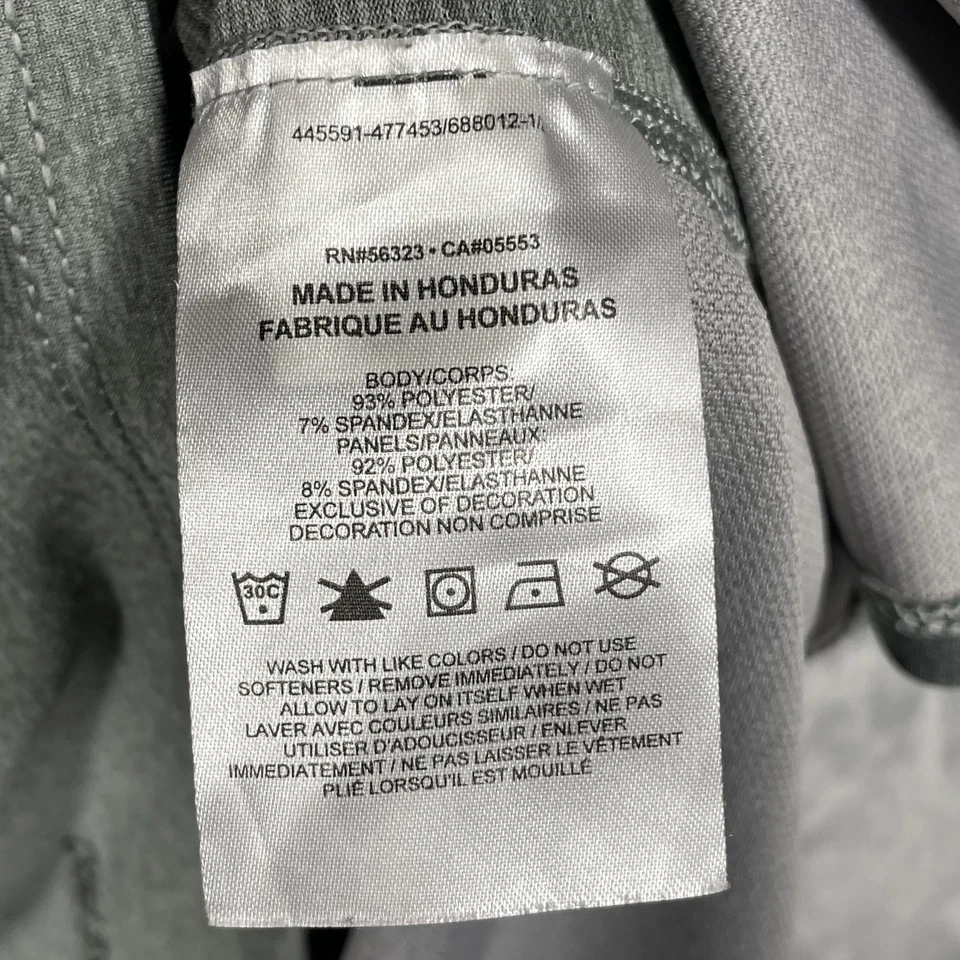 445591-477453/688012-1/
RN#56323 • CA#05553
MADE IN HONDURAS
FABRIQUE AU HONDURAS
BODY/CORPS:
93% POLYESTER/
7% SPANDEX/ELASTHANNE
PANELS/PANNEAUX:
92% POLYESTER/
8% SPANDEX/ELASTHANNE
EXCLUSIVE OF DECORATION
DECORATION NON COMPRISE
30C
WASH WITH LIKE COLORS / DO NOT USE
SOFTENERS / REMOVE IMMEDIATELY / DO NOT
ALLOW TO LAY ON ITSELF WHEN WET
LAVER AVEC COULEURS SIMILAIRES / NE PAS
UTILISER D'ADOUCISSEUR / ENLEVER
IMMEDIATEMENT / NE PAS LAISSER LE VÊTEMENT
PLIÉ LORSQU'IL EST MOUILLÉ